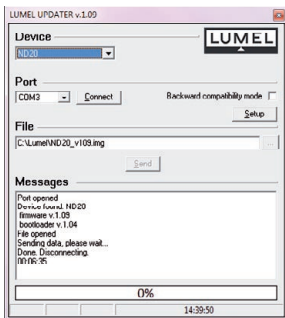 LUMEL UPDATER v.1.09
Device
LUMEL
ND20
Port
COM3
Connect
Backward compatibility mode
Setup
File
C:\Lumel\ND20_v109.img
...
Send
Messages
Port opened
Device found: ND20
firmware v.1.09
bootloader v.1.04
File opened
Sending data, please wait...
Done. Disconnecting.
00:06:35
0%
14:39:50